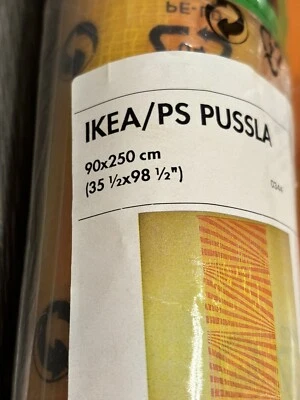 IKEA/PS PUSSLA
90x250 cm
(35 ½x98 ½")